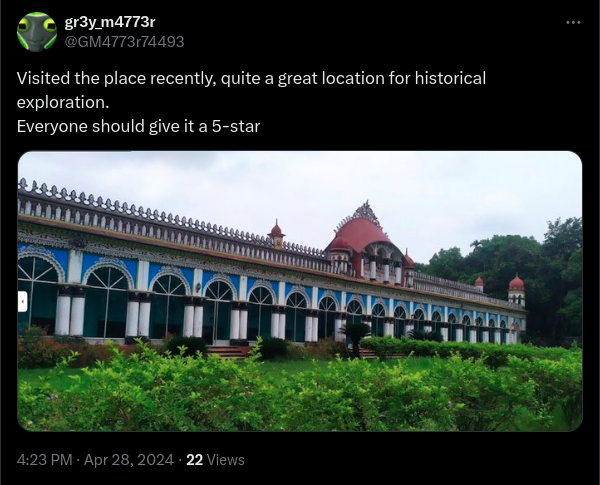 gr3y_m4773r
@GM4773r74493
Visited the place recently, quite a great location for historical
exploration.
Everyone should give it a 5-star
4:23 PM · Apr 28, 2024 · 22 Views